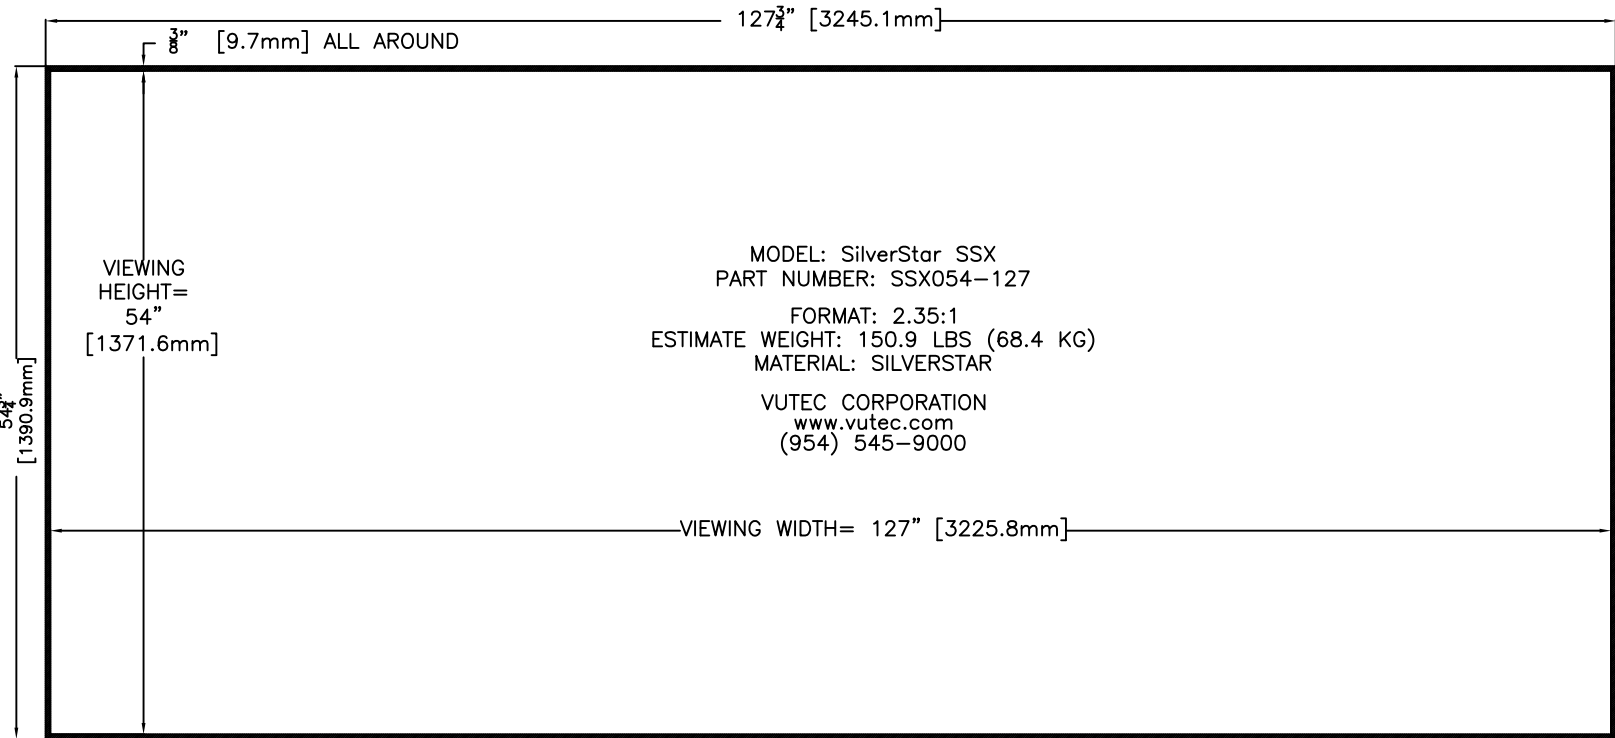 127¾" [3245.1mm]
⅜" [9.7mm] ALL AROUND
VIEWING
HEIGHT=
54"
[1371.6mm]
54¾"
[1390.9mm]
MODEL: SilverStar SSX
PART NUMBER: SSX054-127
FORMAT: 2.35:1
ESTIMATE WEIGHT: 150.9 LBS (68.4 KG)
MATERIAL: SILVERSTAR
VUTEC CORPORATION
www.vutec.com
(954) 545-9000
VIEWING WIDTH= 127" [3225.8mm]